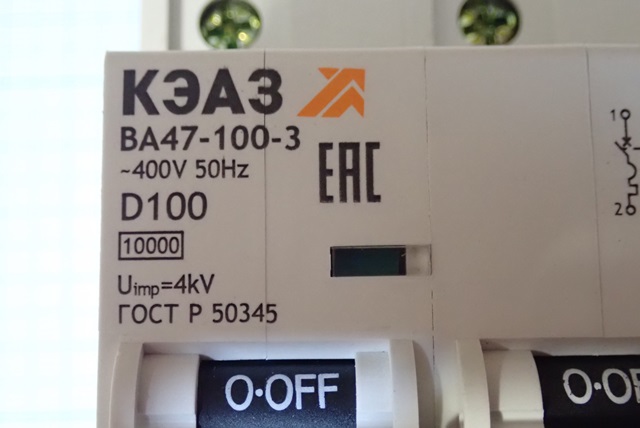 КЭАЗ
ВА47-100-3
~400V 50Hz
EAC
D100
10000
Uimp=4kV
ГОСТ Р 50345
1
2
O·OFF
O·OF